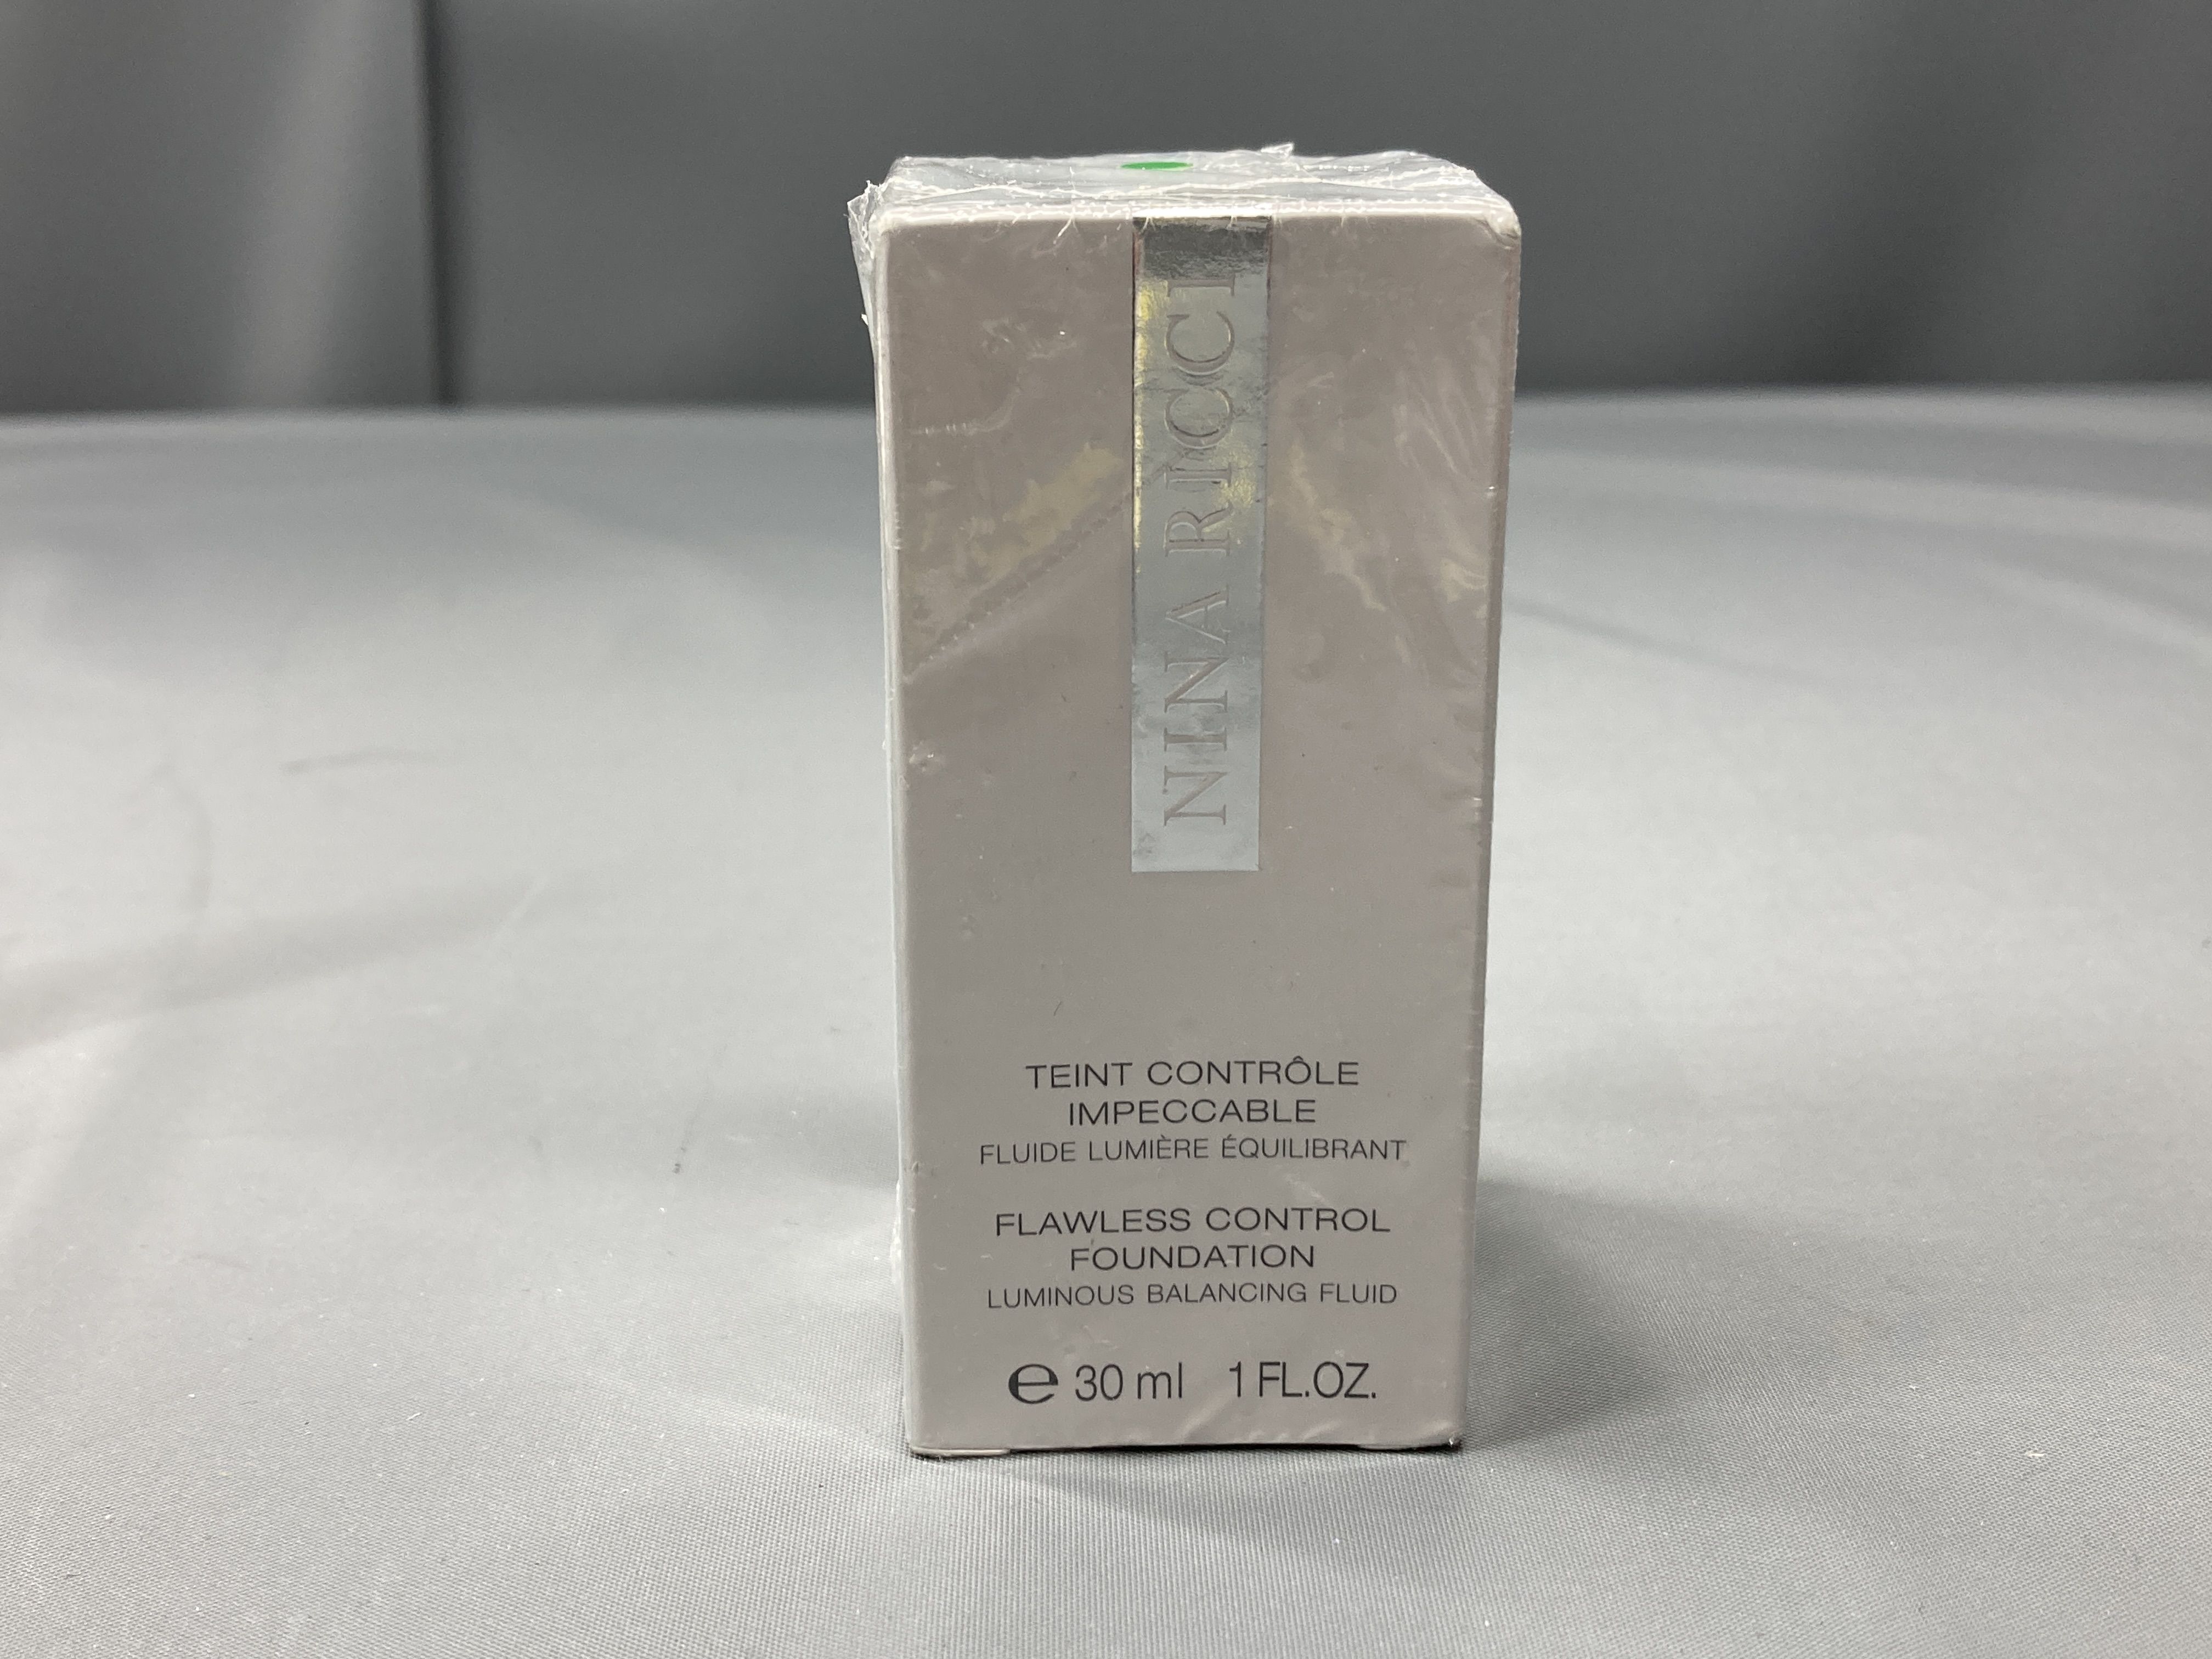 NINA RICCI
TEINT CONTRÔLE
IMPECCABLE
FLUIDE LUMIÈRE ÉQUILIBRANT
FLAWLESS CONTROL
FOUNDATION
LUMINOUS BALANCING FLUID
℮ 30 ml 1 FL.OZ.